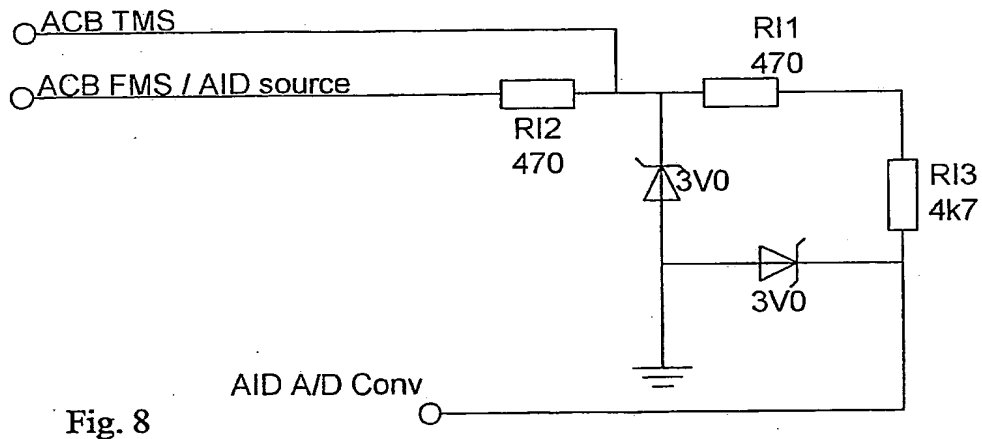 ACB TMS
RI1
470
ACB FMS / AID source
RI2
470
3V0
RI3
4k7
3V0
AID A/D Conv
Fig. 8